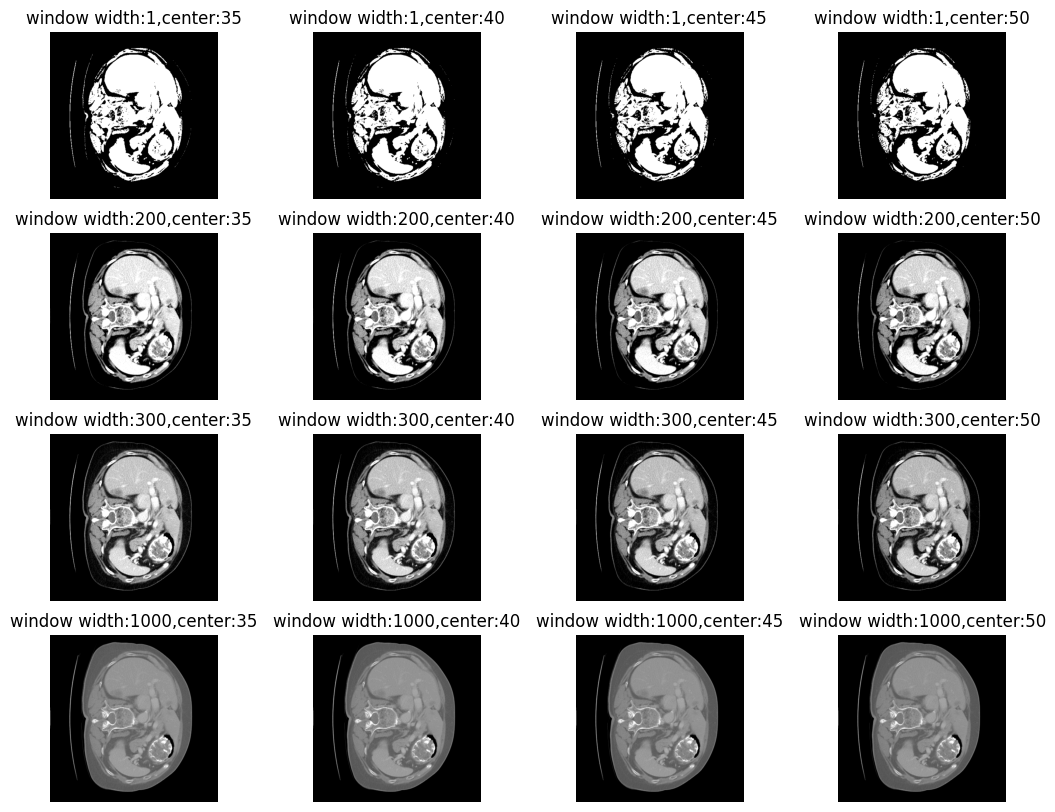 window width:1,center:35
window width:1,center:40
window width:1,center:45
window width:1,center:50
window width:200,center:35
window width:200,center:40
window width:200,center:45
window width:200,center:50
window width:300,center:35
window width:300,center:40
window width:300,center:45
window width:300,center:50
window width:1000,center:35
window width:1000,center:40
window width:1000,center:45
window width:1000,center:50